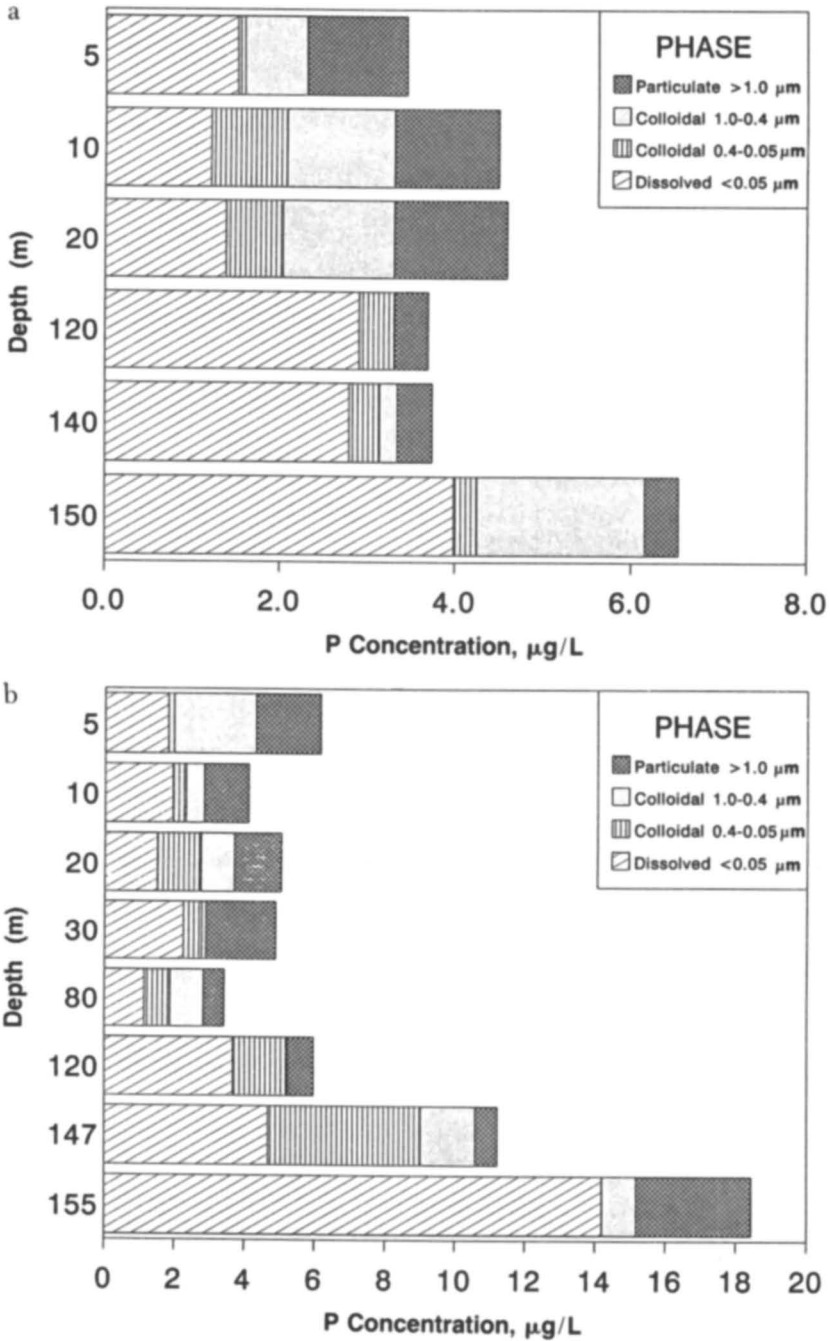 a
PHASE
Particulate >1.0 μm
Colloidal 1.0-0.4 μm
Colloidal 0.4-0.05μm
Dissolved <0.05 μm
Depth (m)
5
10
20
120
140
150
0.0 2.0 4.0 6.0 8.0
P Concentration, μg/L
b
PHASE
Particulate >1.0 μm
Colloidal 1.0-0.4 μm
Colloidal 0.4-0.05μm
Dissolved <0.05 μm
Depth (m)
5
10
20
30
80
120
147
155
0 2 4 6 8 10 12 14 16 18 20
P Concentration, μg/L